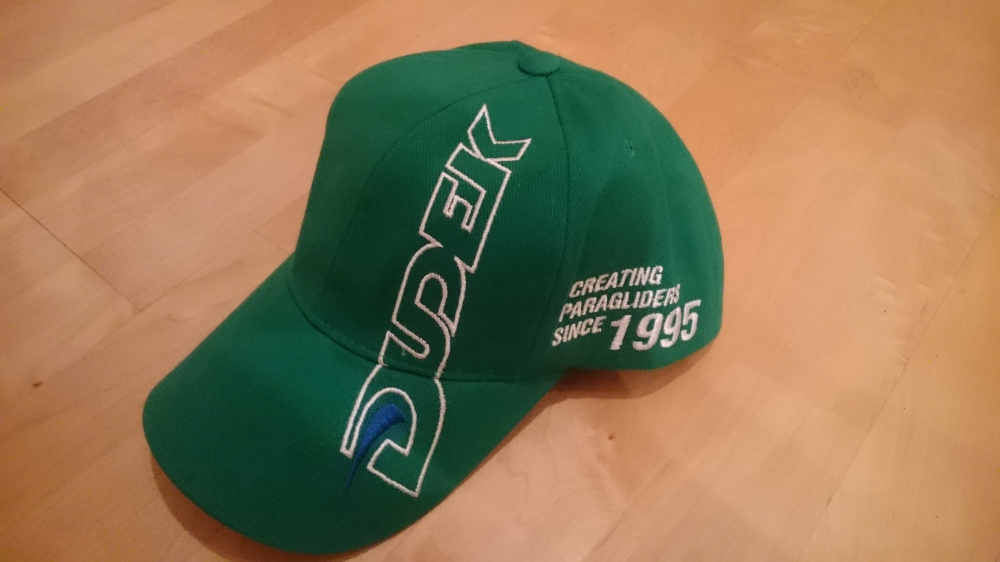 DUDEK
CREATING
PARAGLIDERS
SINCE 1995